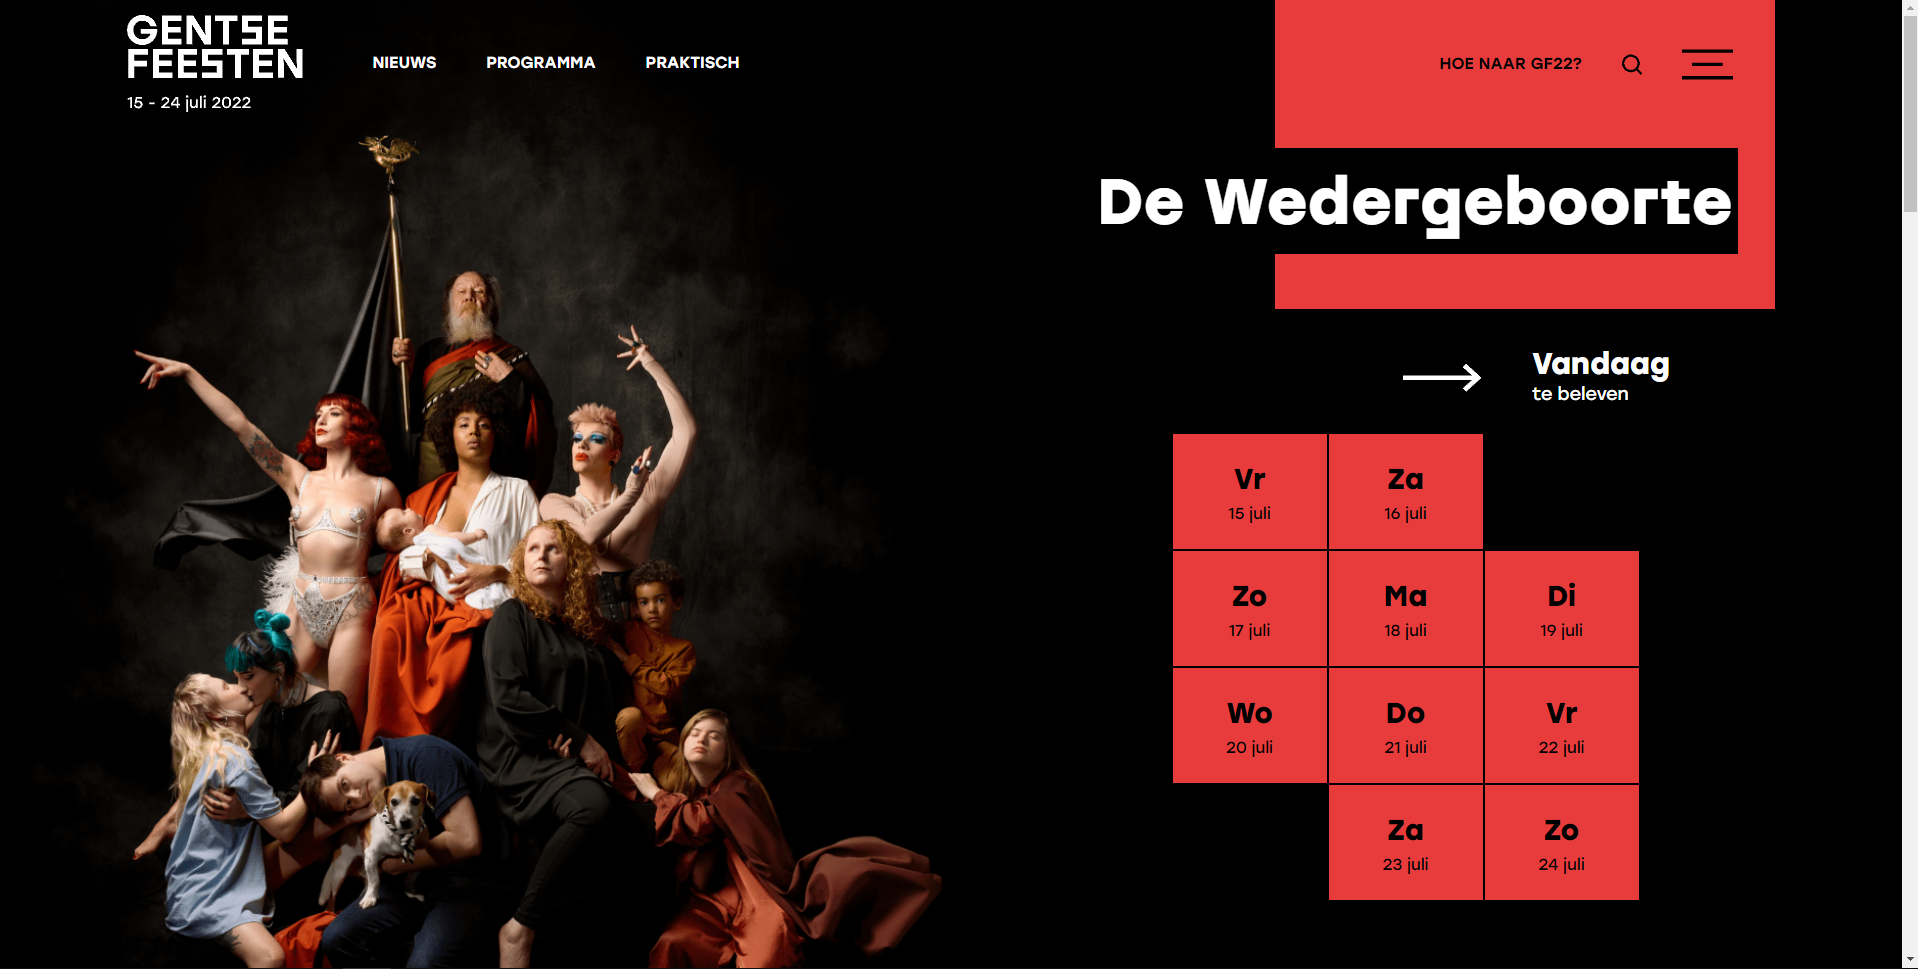 GENTSE
FEESTEN
15 - 24 juli 2022
NIEUWS
PROGRAMMA
PRAKTISCH
HOE NAAR GF22?
De Wedergeboorte
Vandaag
te beleven
Vr
15 juli
Za
16 juli
Zo
17 juli
Ma
18 juli
Di
19 juli
Wo
20 juli
Do
21 juli
Vr
22 juli
Za
23 juli
Zo
24 juli